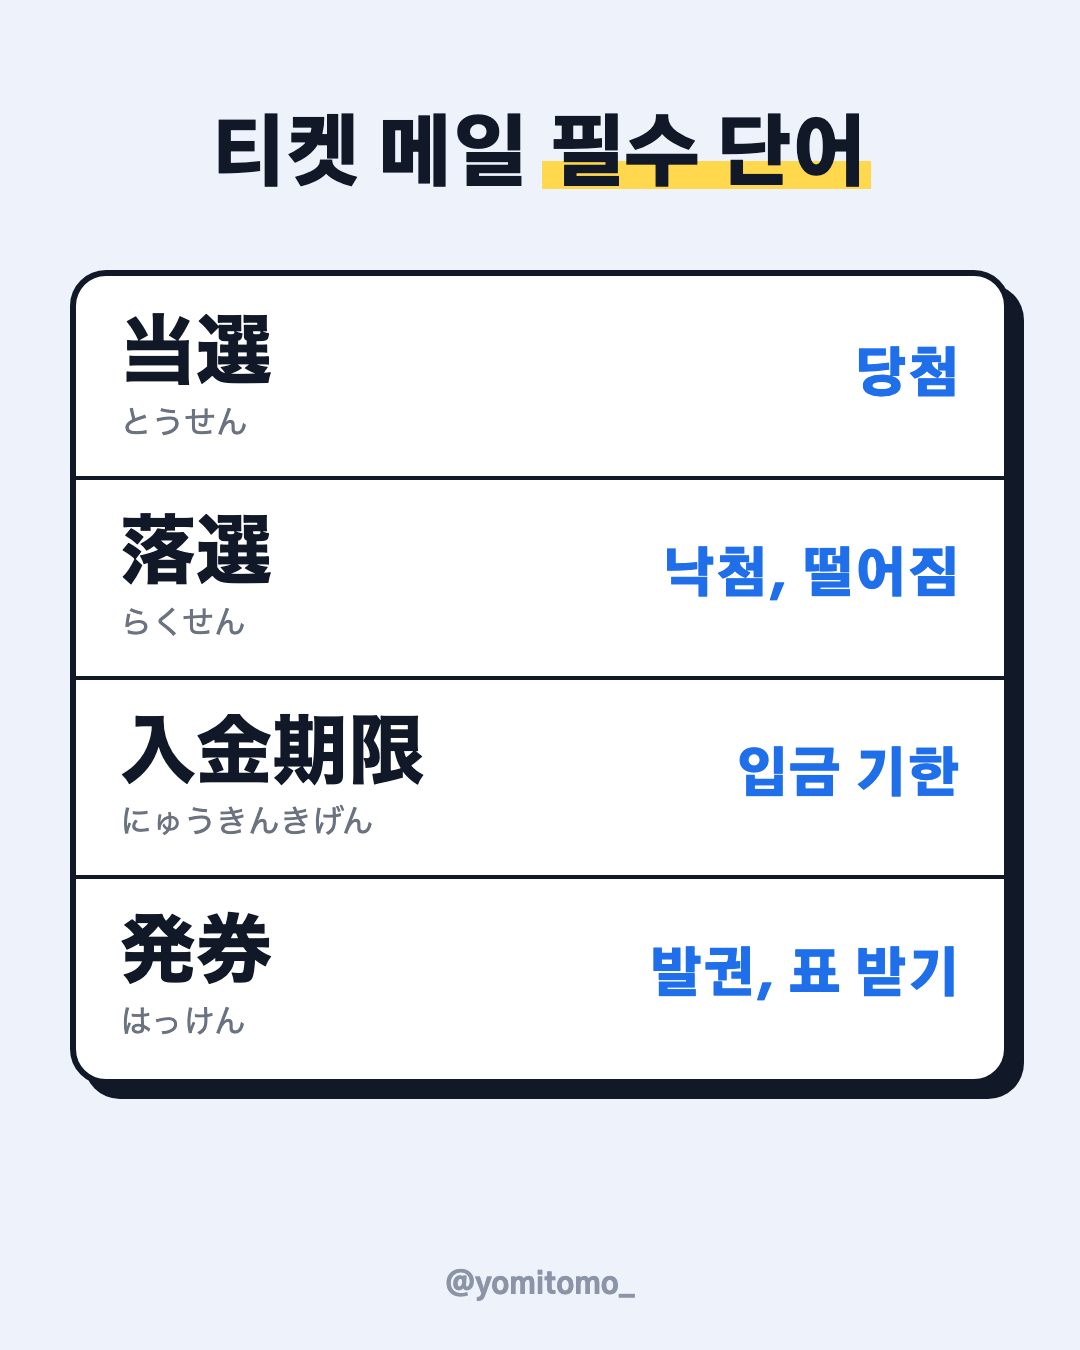 티켓 메일 필수 단어
当選
とうせん
당첨
落選
らくせん
낙첨, 떨어짐
入金期限
にゅうきんきげん
입금 기한
発券
はっけん
발권, 표 받기
@yomitomo_